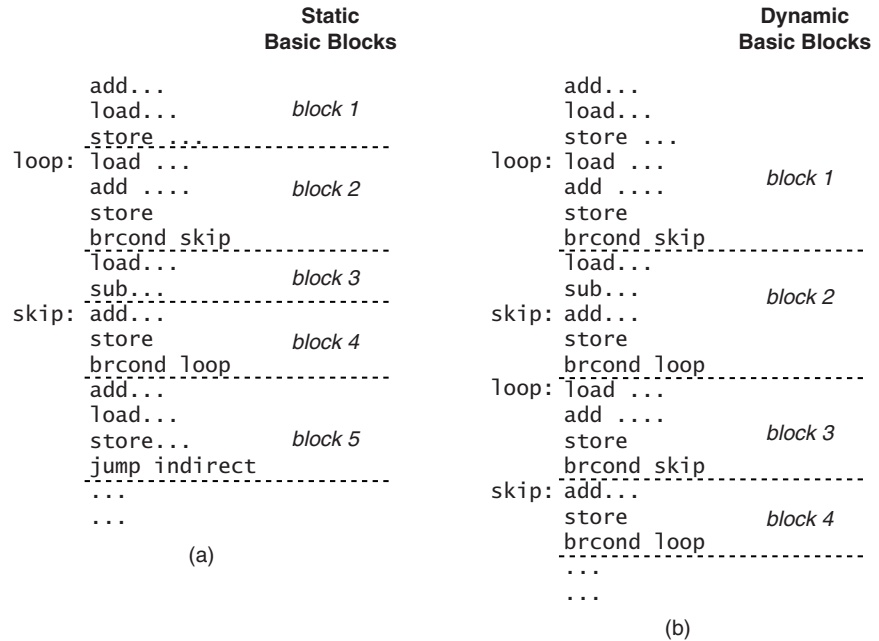 Static
Basic Blocks
add...
load... block 1
store ...
loop: load ...
add .... block 2
store
brcond skip
load... block 3
sub...
skip: add...
store block 4
brcond loop
add...
load...
store... block 5
jump indirect
...
...
(a)
Dynamic
Basic Blocks
add...
load...
store ...
loop: load ...
add .... block 1
store
brcond skip
load...
sub... block 2
skip: add...
store
brcond loop
loop: load ...
add ....
store block 3
brcond skip
skip: add...
store block 4
brcond loop
...
...
(b)